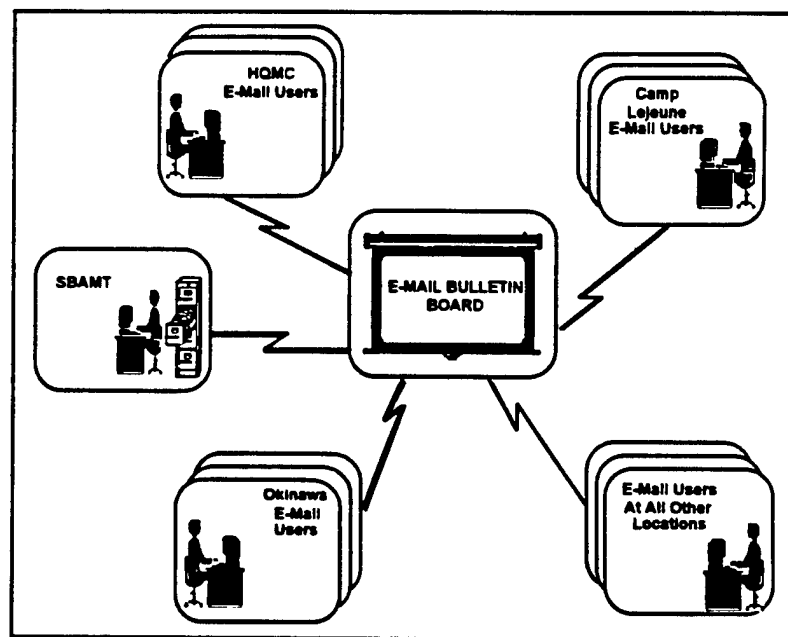 HQMC
E-Mail Users
Camp
Lejeune
E-Mail Users
SBAMT
E-MAIL BULLETIN
BOARD
Okinawa
E-Mail
Users
E-Mail Users
At All Other
Locations